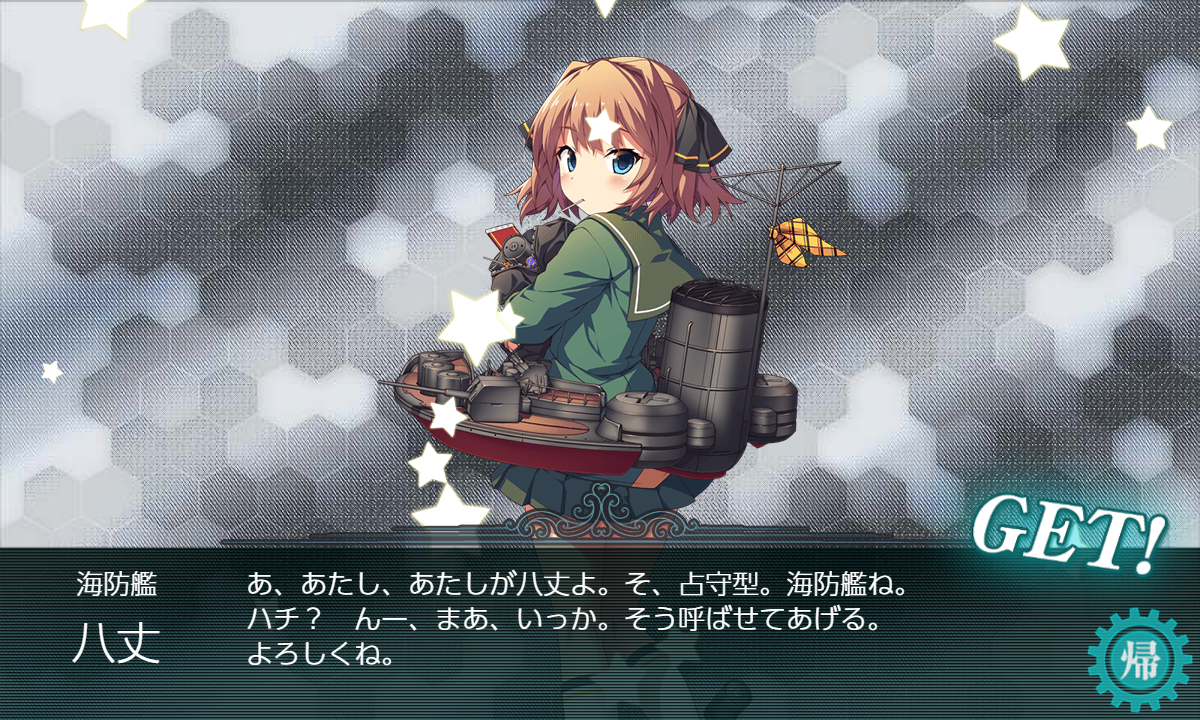 GET!
海防艦
八丈
あ、あたし、あたしが八丈よ。そ、占守型。海防艦ね。
ハチ？　んー、まあ、いっか。そう呼ばせてあげる。
よろしくね。
帰